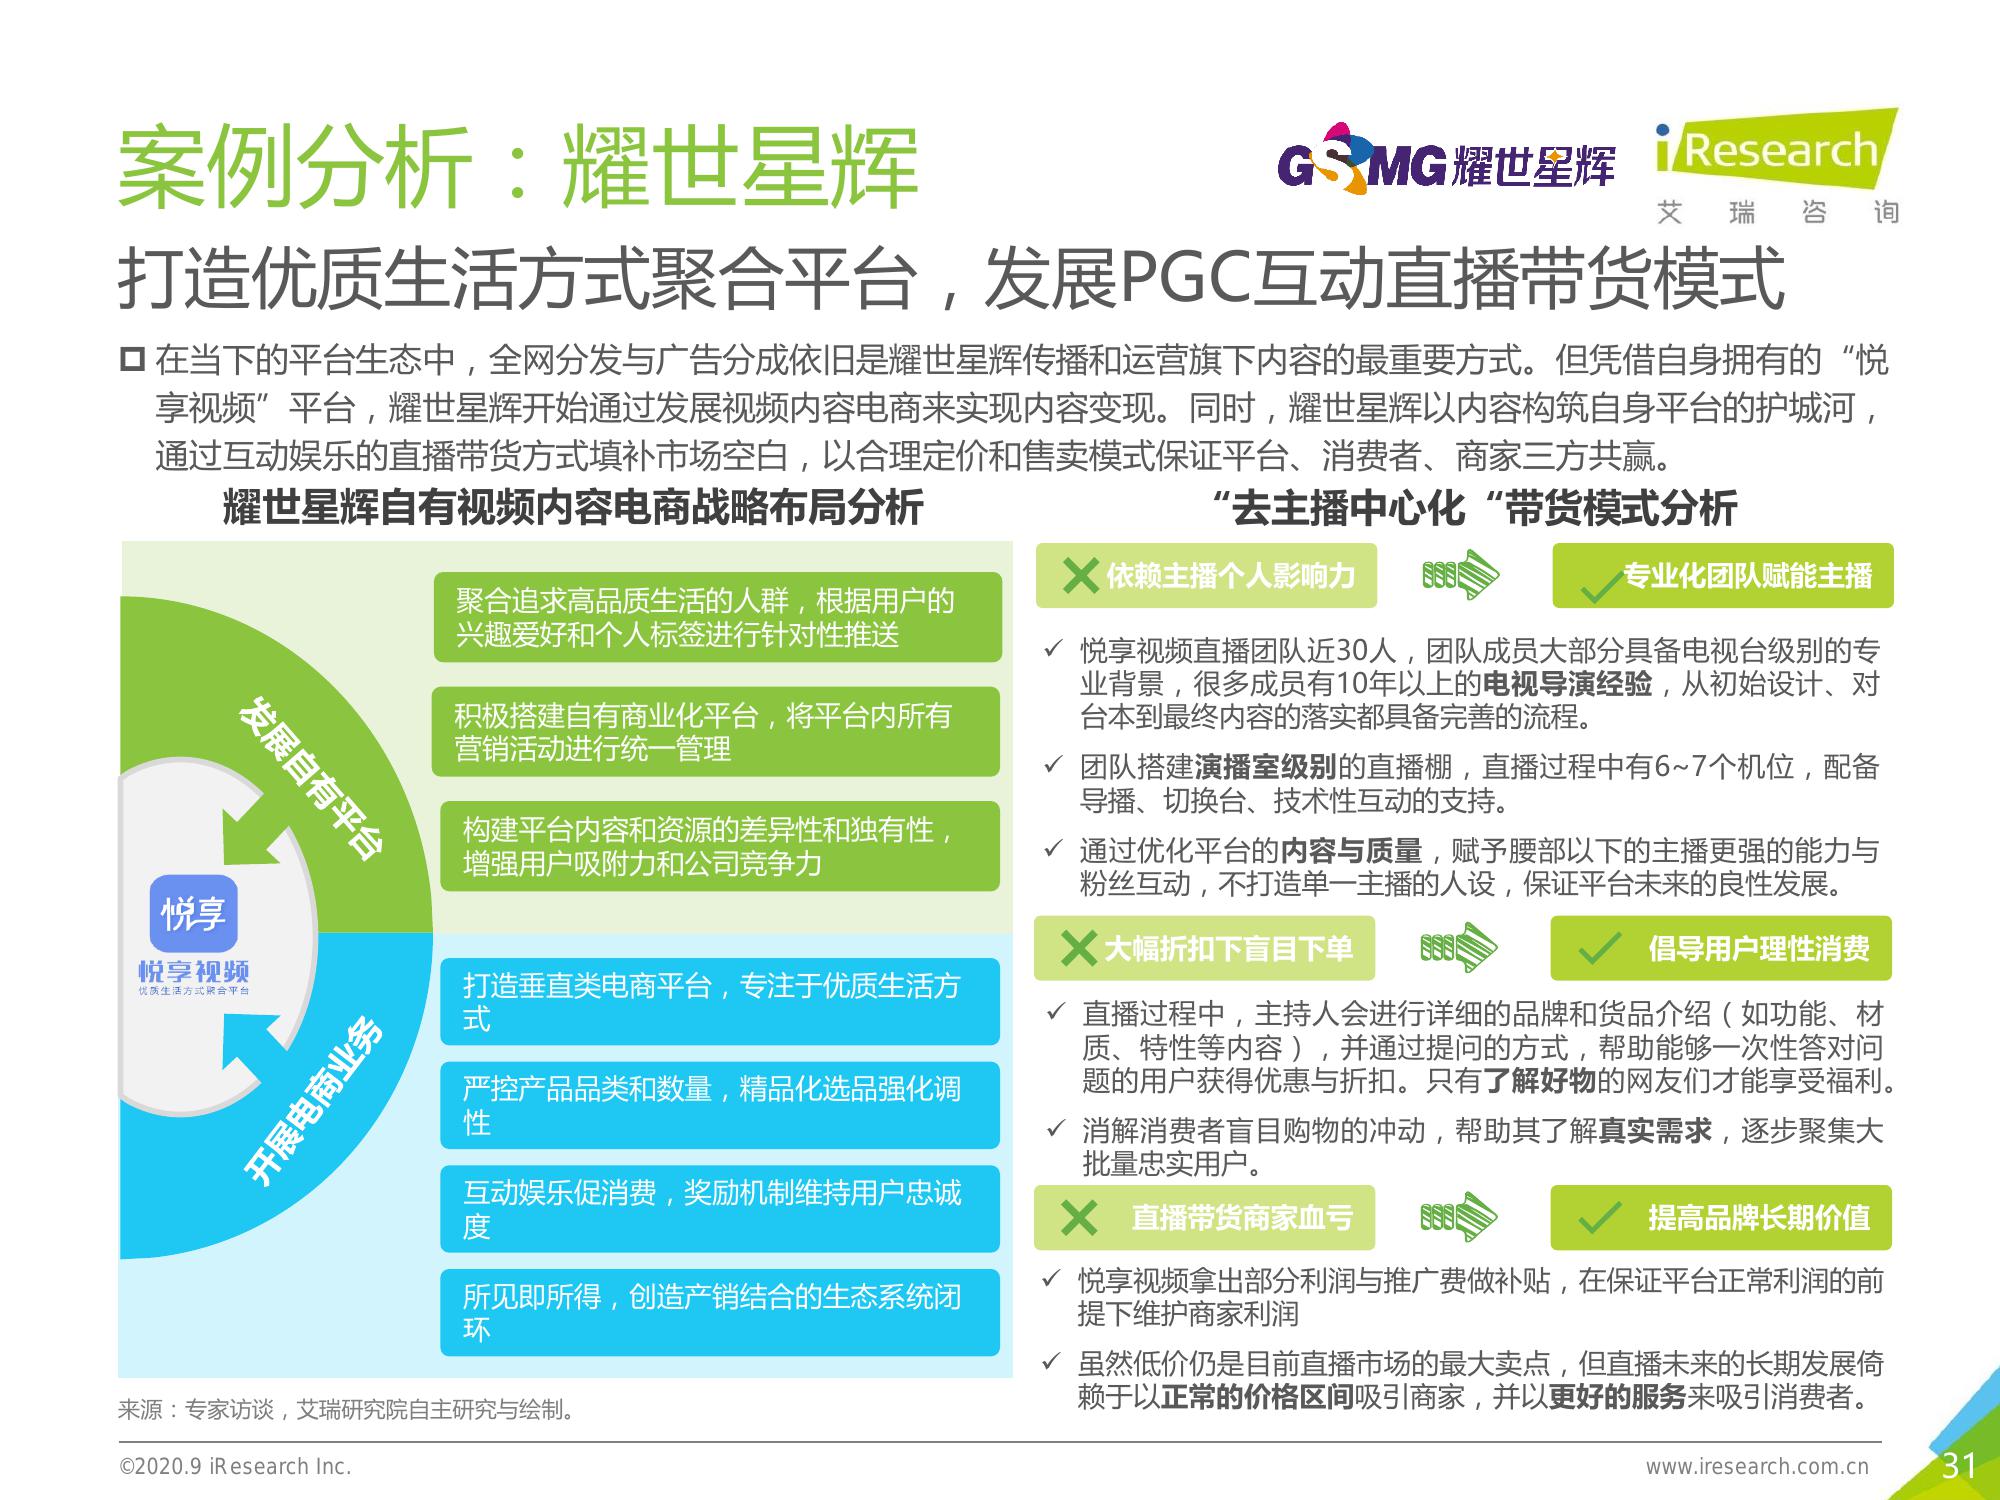 案例分析：耀世星辉
GSMG耀世星辉
iResearch
艾瑞咨询
打造优质生活方式聚合平台，发展PGC互动直播带货模式
在当下的平台生态中，全网分发与广告分成依旧是耀世星辉传播和运营旗下内容的最重要方式。但凭借自身拥有的“悦
享视频”平台，耀世星辉开始通过发展视频内容电商来实现内容变现。同时，耀世星辉以内容构筑自身平台的护城河，
通过互动娱乐的直播带货方式填补市场空白，以合理定价和售卖模式保证平台、消费者、商家三方共赢。
耀世星辉自有视频内容电商战略布局分析
发展自有平台
聚合追求高品质生活的人群，根据用户的
兴趣爱好和个人标签进行针对性推送
积极搭建自有商业化平台，将平台内所有
营销活动进行统一管理
构建平台内容和资源的差异性和独有性，
增强用户吸附力和公司竞争力
悦享
悦享视频
优质生活方式聚合平台
开展电商业务
打造垂直类电商平台，专注于优质生活方
式
严控产品品类和数量，精品化选品强化调
性
互动娱乐促消费，奖励机制维持用户忠诚
度
所见即所得，创造产销结合的生态系统闭
环
“去主播中心化“带货模式分析
依赖主播个人影响力
专业化团队赋能主播
悦享视频直播团队近30人，团队成员大部分具备电视台级别的专
业背景，很多成员有10年以上的电视导演经验，从初始设计、对
台本到最终内容的落实都具备完善的流程。
团队搭建演播室级别的直播棚，直播过程中有6~7个机位，配备
导播、切换台、技术性互动的支持。
通过优化平台的内容与质量，赋予腰部以下的主播更强的能力与
粉丝互动，不打造单一主播的人设，保证平台未来的良性发展。
大幅折扣下盲目下单
倡导用户理性消费
直播过程中，主持人会进行详细的品牌和货品介绍（如功能、材
质、特性等内容），并通过提问的方式，帮助能够一次性答对问
题的用户获得优惠与折扣。只有了解好物的网友们才能享受福利。
消解消费者盲目购物的冲动，帮助其了解真实需求，逐步聚集大
批量忠实用户。
直播带货商家血亏
提高品牌长期价值
悦享视频拿出部分利润与推广费做补贴，在保证平台正常利润的前
提下维护商家利润
虽然低价仍是目前直播市场的最大卖点，但直播未来的长期发展倚
赖于以正常的价格区间吸引商家，并以更好的服务来吸引消费者。
来源：专家访谈，艾瑞研究院自主研究与绘制。
©2020.9 iResearch Inc.
www.iresearch.com.cn
31